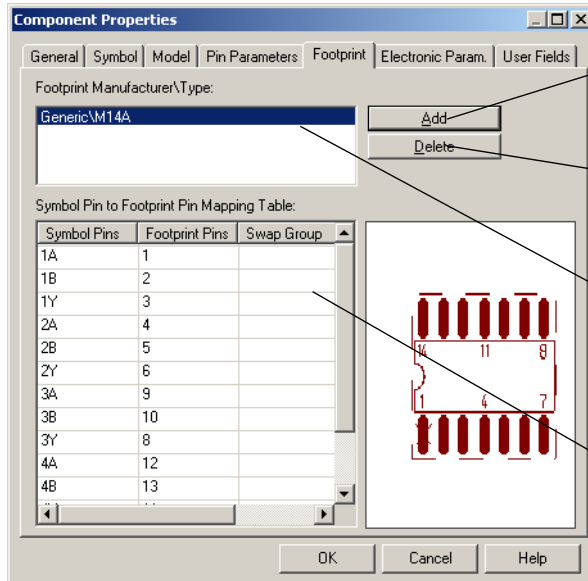 Component Properties
General Symbol Model Pin Parameters Footprint Electronic Param. User Fields
Footprint Manufacturer\Type:
Generic\M14A
Add
Delete
Symbol Pin to Footprint Pin Mapping Table:
Symbol Pins Footprint Pins Swap Group
1A 1
1B 2
1Y 3
2A 4
2B 5
2Y 6
3A 9
3B 10
3Y 8
4A 12
4B 13
14 11 8
1 4 7
OK Cancel Help